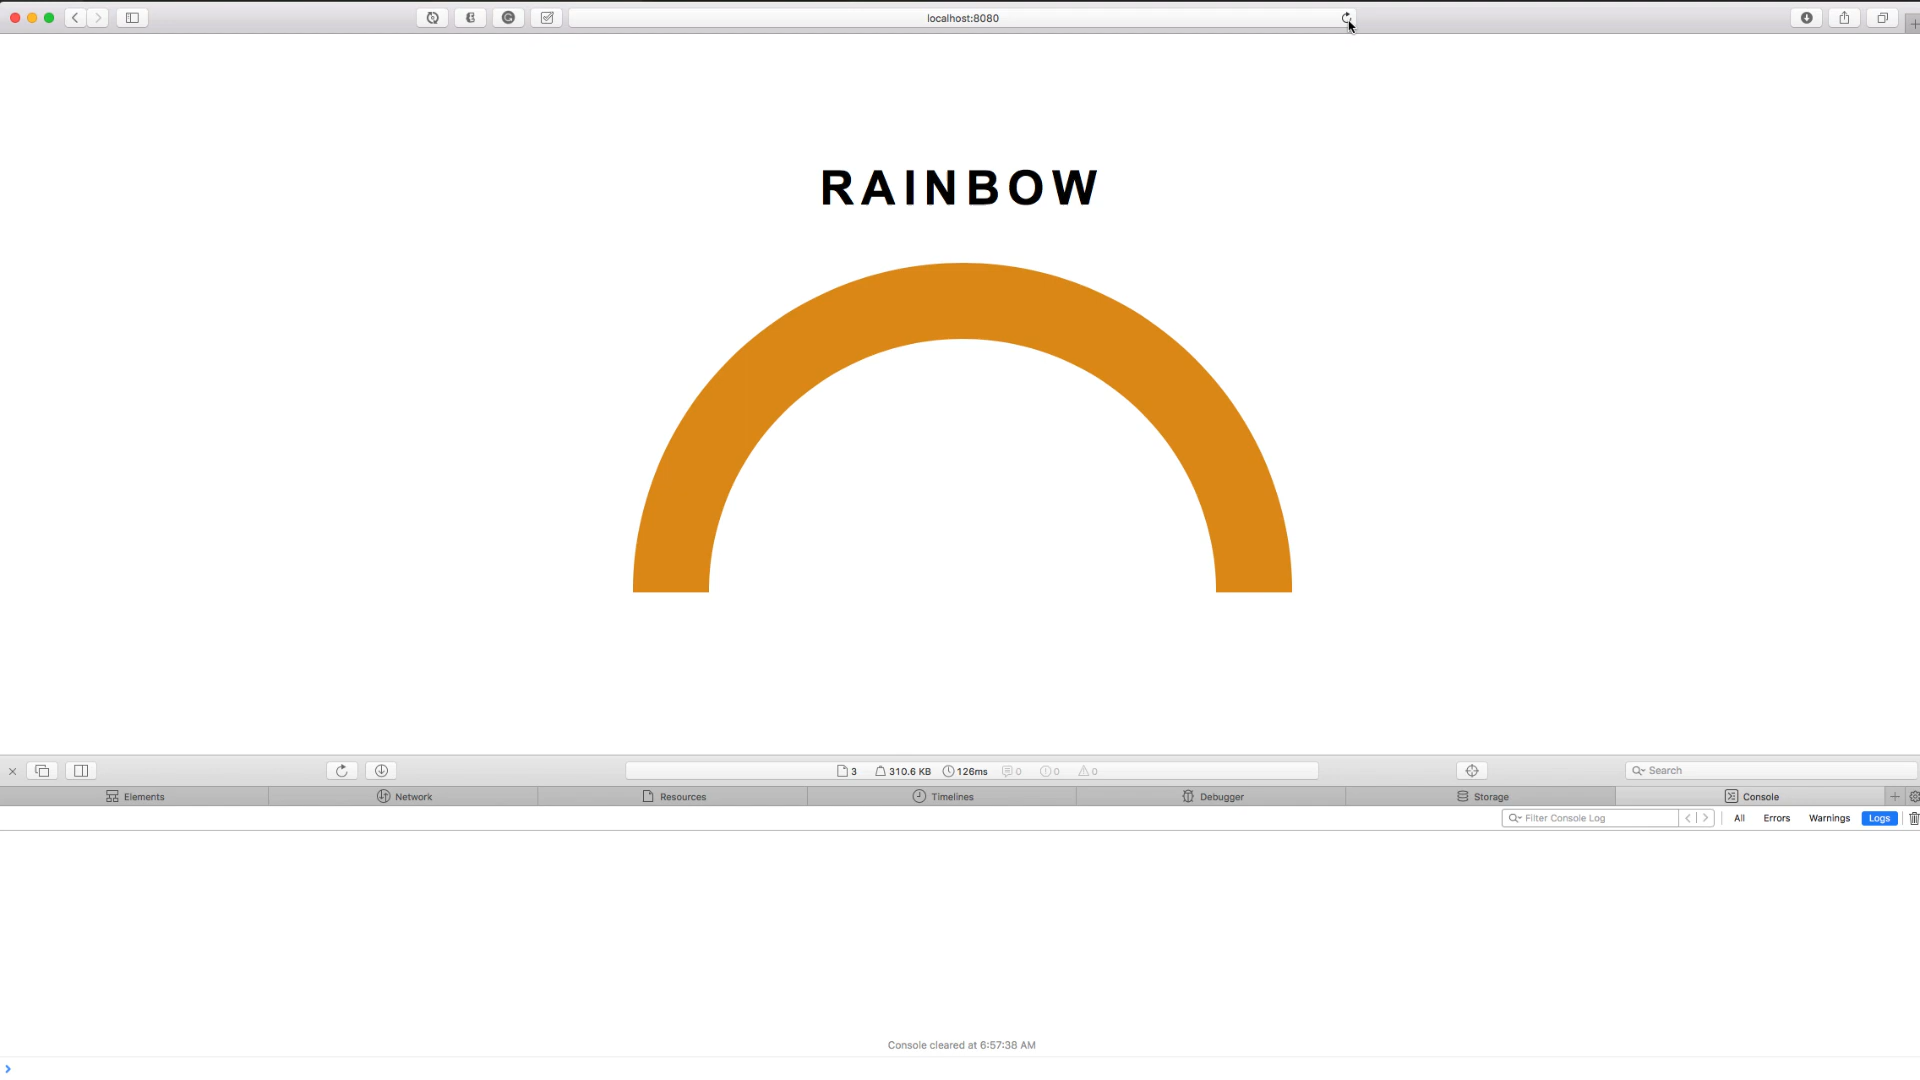 localhost:8080
RAINBOW
3 310.6 KB 126ms 0 0 0
Search
Elements Network Resources Timelines Debugger Storage Console
Filter Console Log All Errors Warnings Logs
Console cleared at 6:57:38 AM